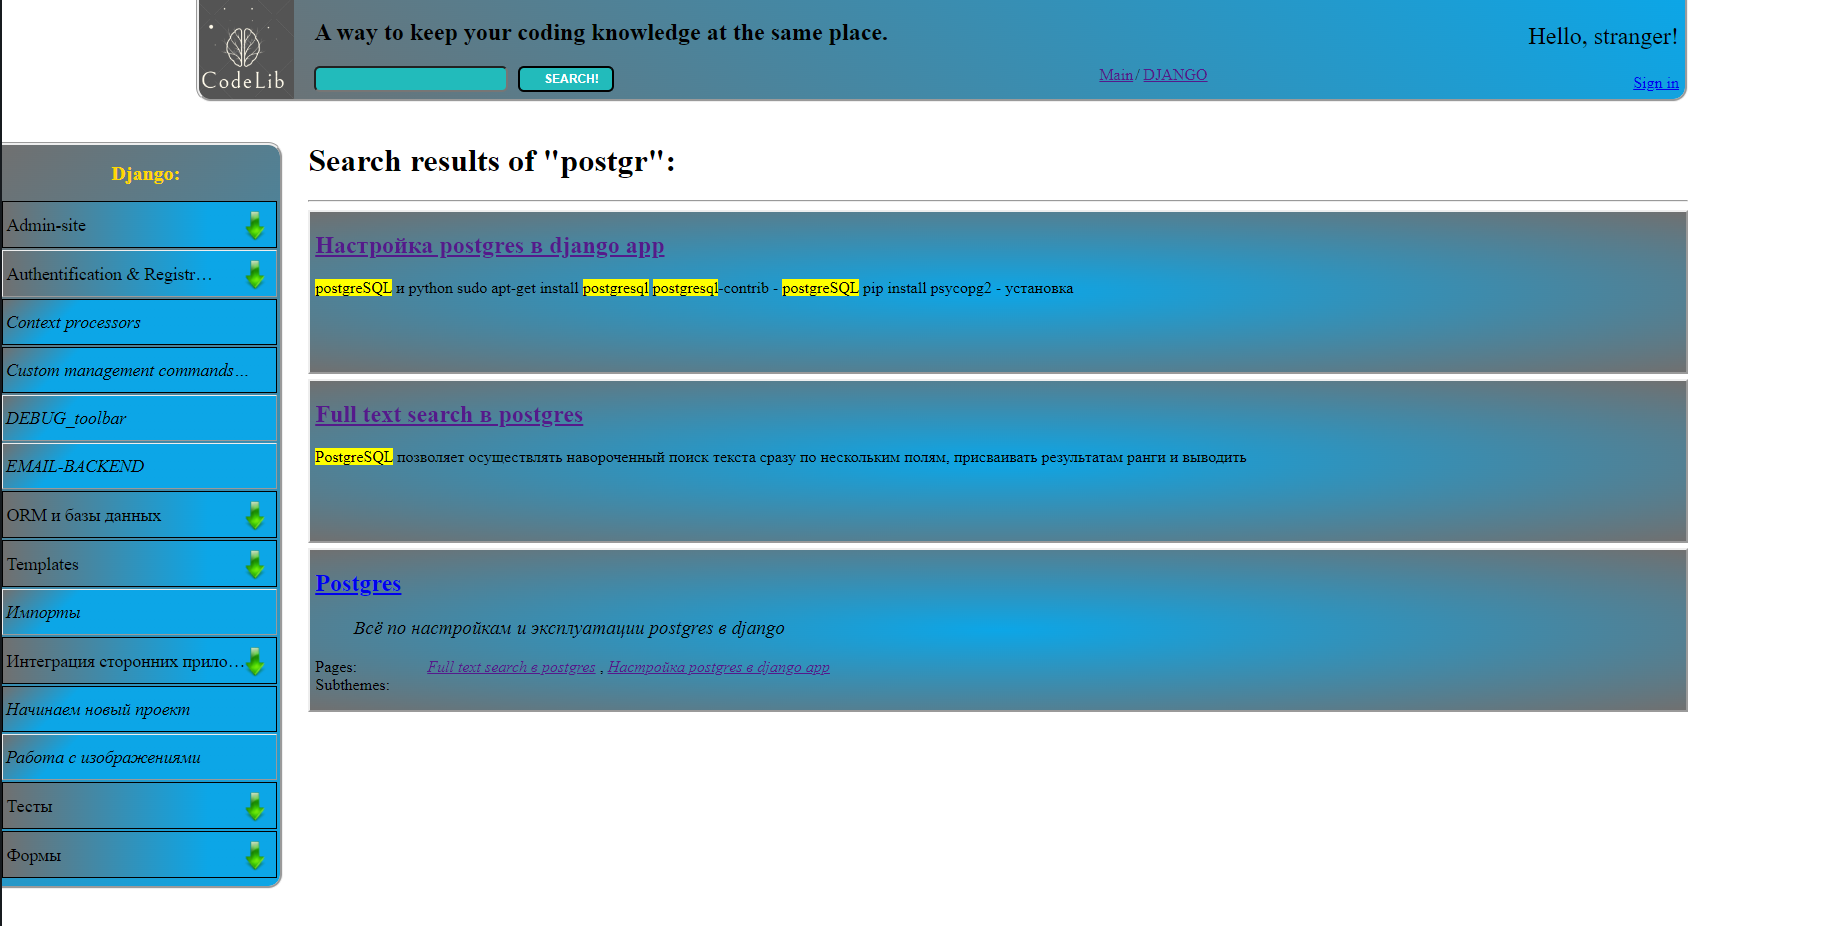 CodeLib
A way to keep your coding knowledge at the same place.
SEARCH!
Main / DJANGO
Hello, stranger!
Sign in
Django:
Admin-site
Authentification & Registr…
Context processors
Custom management commands…
DEBUG_toolbar
EMAIL-BACKEND
ORM и базы данных
Templates
Импорты
Интеграция сторонних прило…
Начинаем новый проект
Работа с изображениями
Тесты
Формы
Search results of "postgr":
Настройка postgres в django app
postgreSQL и python sudo apt-get install postgresql postgresql-contrib - postgreSQL pip install psycopg2 - установка
Full text search в postgres
PostgreSQL позволяет осуществлять навороченный поиск текста сразу по нескольким полям, присваивать результатам ранги и выводить
Postgres
Всё по настройкам и эксплуатации postgres в django
Pages: Full text search в postgres , Настройка postgres в django app
Subthemes: